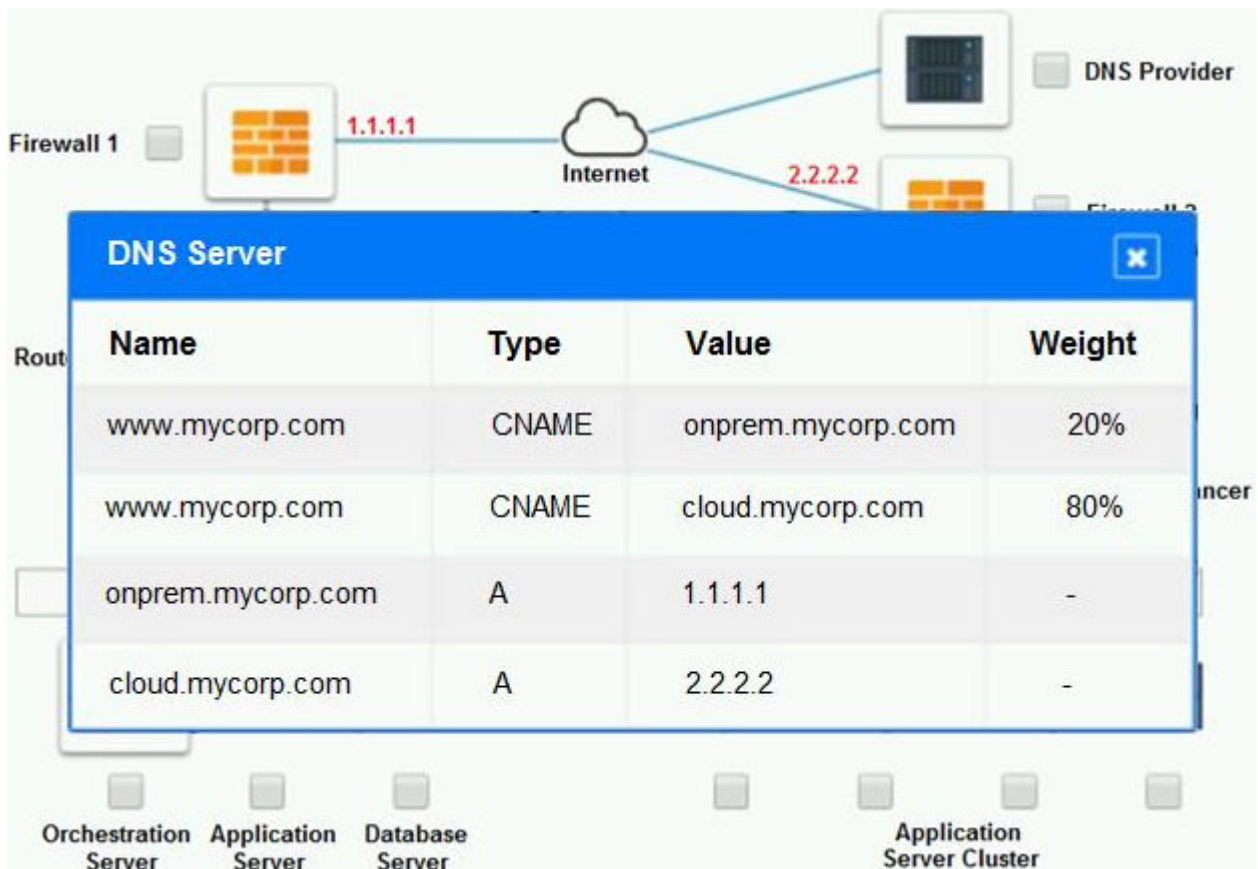 DNS Provider
Firewall 1
1.1.1.1
Internet
2.2.2.2
DNS Server
Name Type Value Weight
www.mycorp.com CNAME onprem.mycorp.com 20%
www.mycorp.com CNAME cloud.mycorp.com 80%
onprem.mycorp.com A 1.1.1.1 -
cloud.mycorp.com A 2.2.2.2 -
Rout
ancer
Orchestration Application Database
Server Server Server
Application
Server Cluster